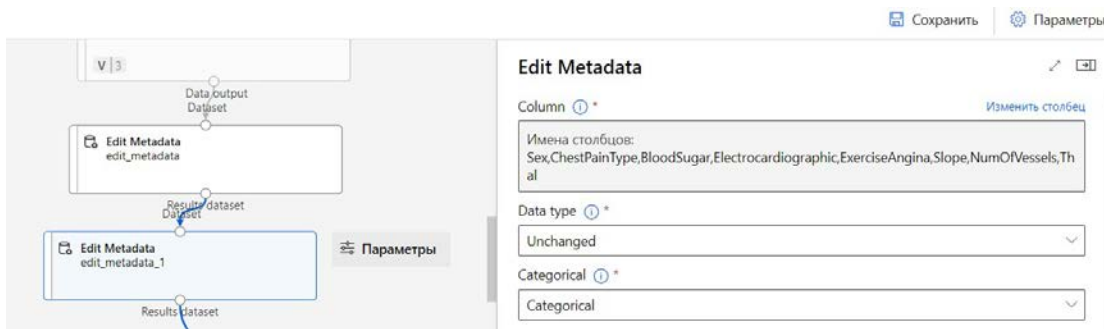 Сохранить
Параметры
V | 3
Data output
Dataset
Edit Metadata
edit_metadata
Results dataset
Dataset
Edit Metadata
edit_metadata_1
Параметры
Results dataset
Edit Metadata
Column *
Изменить столбец
Имена столбцов:
Sex,ChestPainType,BloodSugar,Electrocardiographic,ExerciseAngina,Slope,NumOfVessels,Th
al
Data type *
Unchanged
Categorical *
Categorical